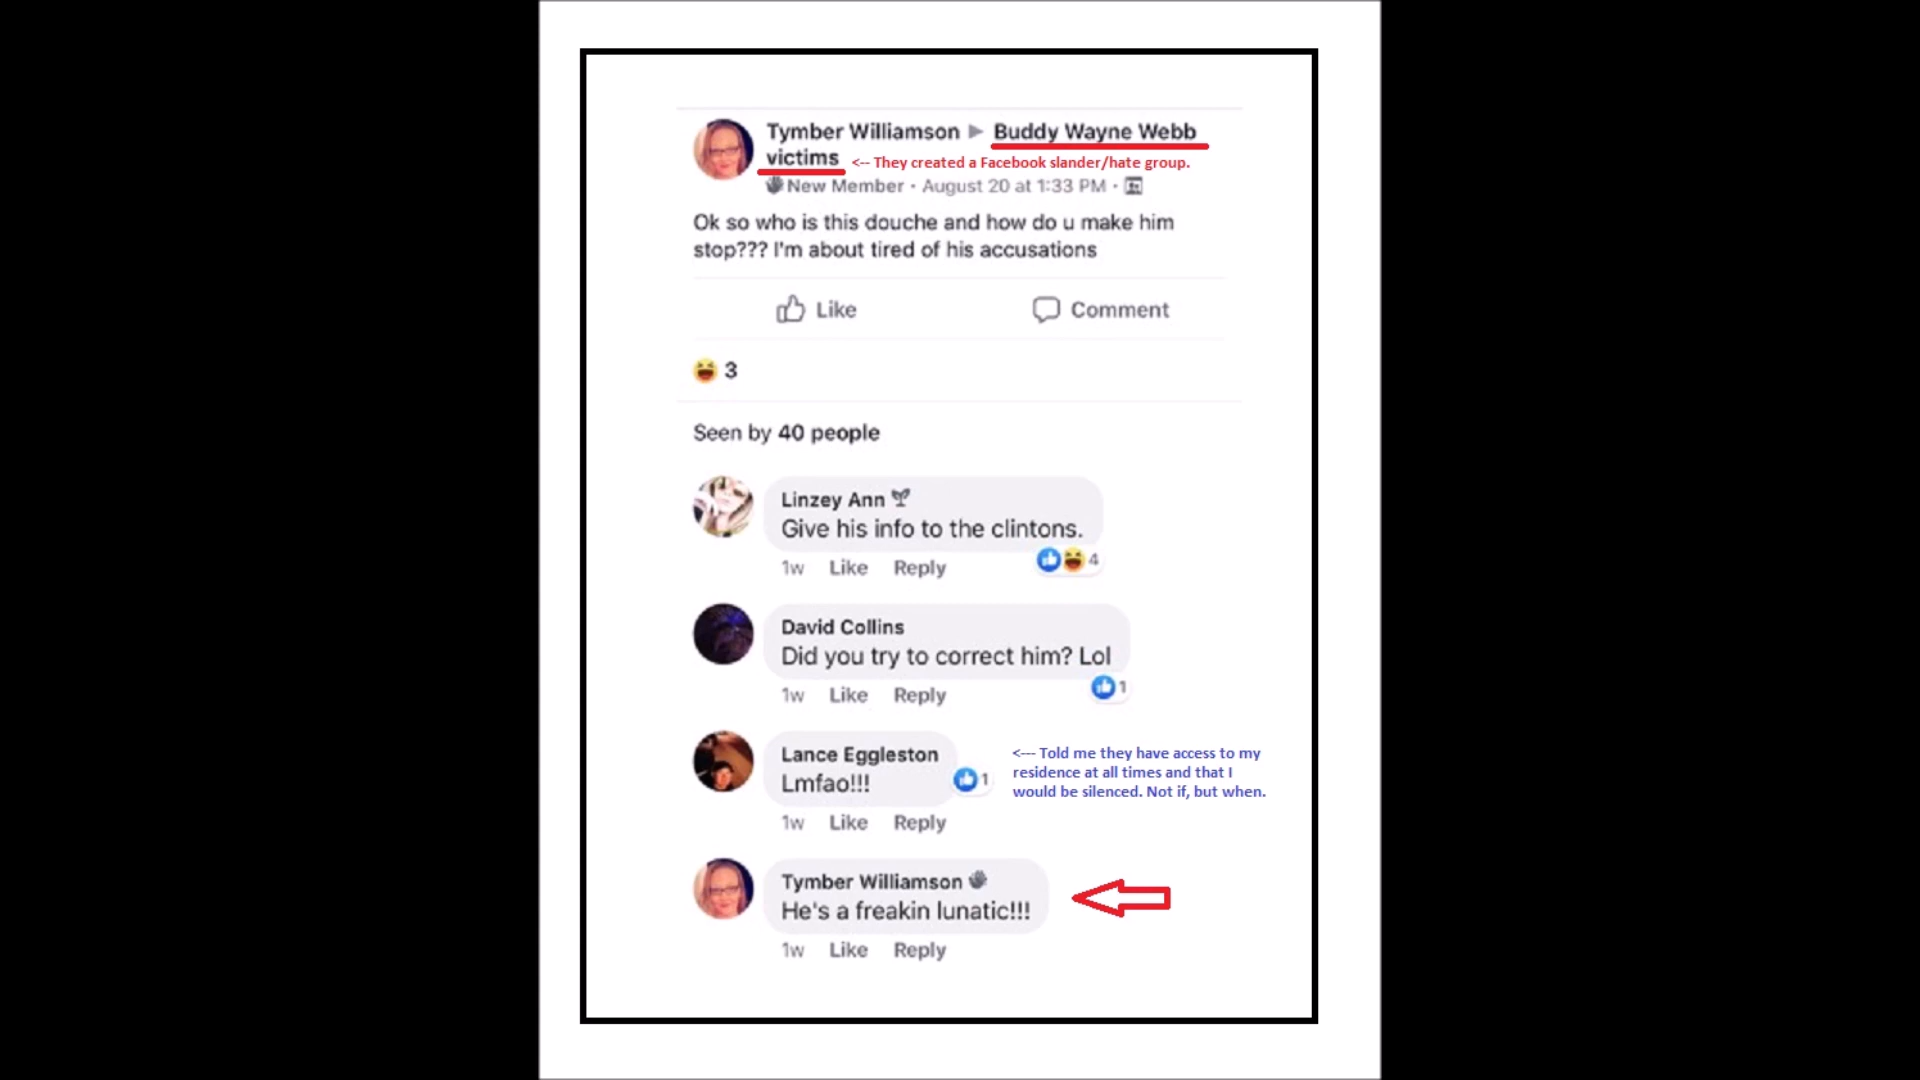 Tymber Williamson ▶ Buddy Wayne Webb
victims <-- They created a Facebook slander/hate group.
New Member · August 20 at 1:33 PM ·
Ok so who is this douche and how do u make him
stop??? I'm about tired of his accusations
Like Comment
3
Seen by 40 people
Linzey Ann
Give his info to the clintons.
1w Like Reply 4
David Collins
Did you try to correct him? Lol
1w Like Reply 1
Lance Eggleston
Lmfao!!! 1
1w Like Reply
<--- Told me they have access to my
residence at all times and that I
would be silenced. Not if, but when.
Tymber Williamson
He's a freakin lunatic!!!
1w Like Reply